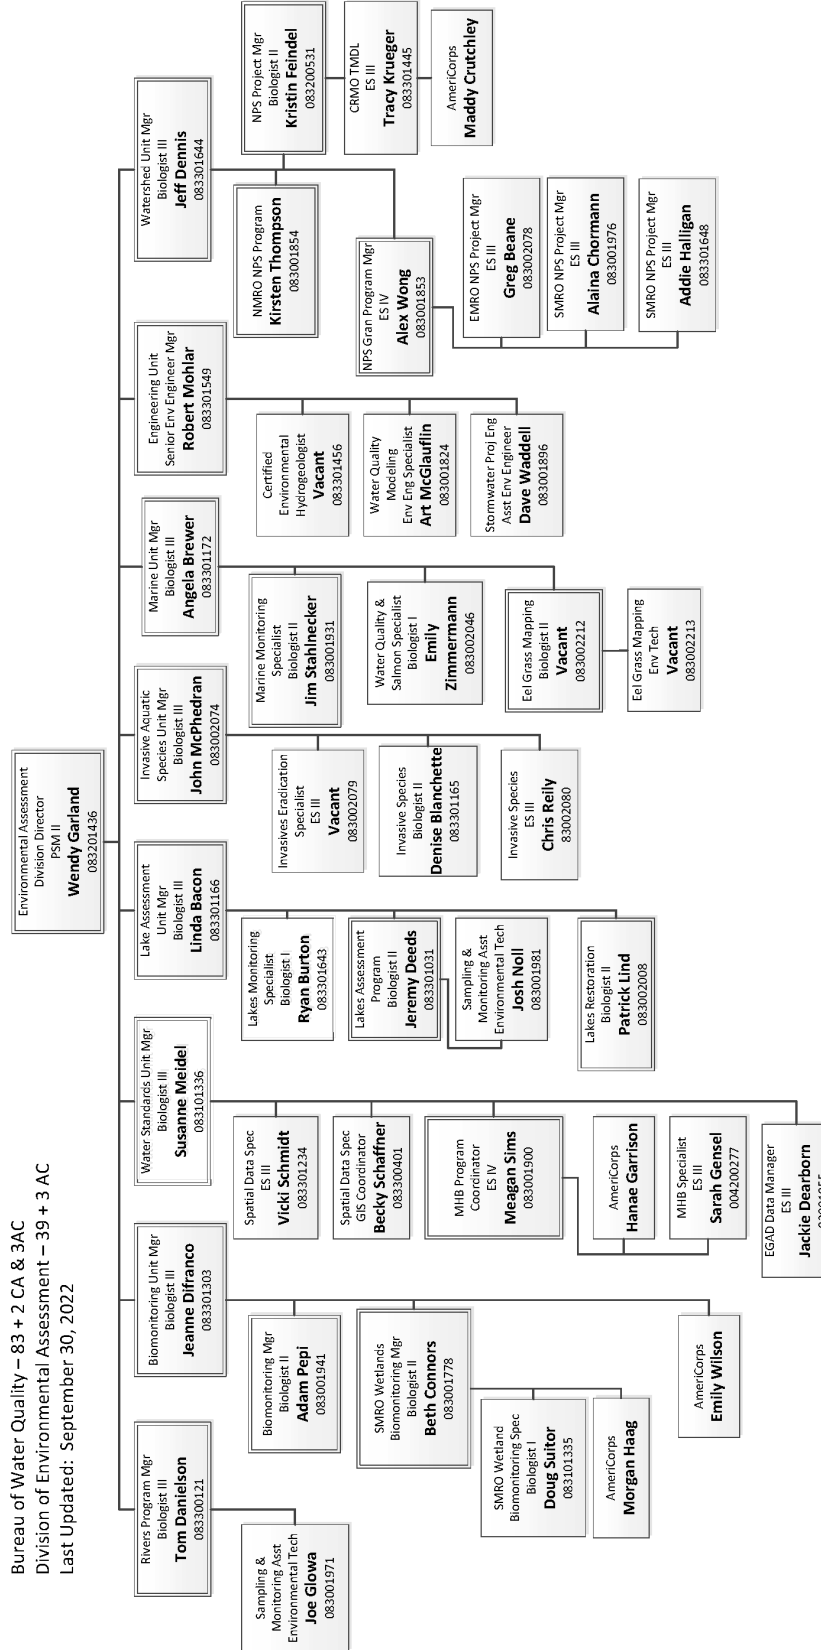 Bureau of Water Quality – 83 + 2 CA & 3AC
Division of Environmental Assessment – 39 + 3 AC
Last Updated: September 30, 2022
Environmental Assessment
Division Director
PSM II
Wendy Garland
083201436
Rivers Program Mgr
Biologist III
Tom Danielson
083300121
Sampling &
Monitoring Asst
Environmental Tech
Joe Glowa
083001971
Biomonitoring Unit Mgr
Biologist III
Jeanne Difranco
083301303
Biomonitoring Mgr
Biologist II
Adam Pepi
083001941
SMRO Wetlands
Biomonitoring Mgr
Biologist II
Beth Connors
083001778
SMRO Wetland
Biomonitoring Spec
Biologist I
Doug Suitor
083101335
AmeriCorps
Morgan Haag
AmeriCorps
Emily Wilson
Water Standards Unit Mgr
Biologist III
Susanne Meidel
083101336
Spatial Data Spec
ES III
Vicki Schmidt
083301234
Spatial Data Spec
GIS Coordinator
Becky Schaffner
083300401
MHB Program
Coordinator
ES IV
Meagan Sims
083001900
AmeriCorps
Hanae Garrison
MHB Specialist
ES III
Sarah Gensel
004200277
EGAD Data Manager
ES III
Jackie Dearborn
Lake Assessment
Unit Mgr
Biologist III
Linda Bacon
083301166
Lakes Monitoring
Specialist
Biologist I
Ryan Burton
083301643
Lakes Assessment
Program
Biologist II
Jeremy Deeds
083301031
Sampling &
Monitoring Asst
Environmental Tech
Josh Noll
083001981
Lakes Restoration
Biologist II
Patrick Lind
083002008
Invasive Aquatic
Species Unit Mgr
Biologist III
John McPhedran
083002074
Invasives Eradication
Specialist
ES III
Vacant
083002079
Invasive Species
Biologist II
Denise Blanchette
083301165
Invasive Species
ES III
Chris Reily
83002080
Marine Unit Mgr
Biologist III
Angela Brewer
083301172
Marine Monitoring
Specialist
Biologist II
Jim Stahlnecker
083001931
Water Quality &
Salmon Specialist
Biologist I
Emily
Zimmermann
083002046
Eel Grass Mapping
Biologist II
Vacant
083002212
Eel Grass Mapping
Env Tech
Vacant
083002213
Engineering Unit
Senior Env Engineer Mgr
Robert Mohlar
083301549
Certified
Environmental
Hydrogeologist
Vacant
083301456
Water Quality
Modeling
Env Eng Specialist
Art McGlauflin
083001824
Stormwater Proj Eng
Asst Env Engineer
Dave Waddell
083001896
Watershed Unit Mgr
Biologist III
Jeff Dennis
083301644
NMRO NPS Program
Kirsten Thompson
083001854
NPS Project Mgr
Biologist II
Kristin Feindel
083200531
CRMO TMDL
ES III
Tracy Krueger
083301445
AmeriCorps
Maddy Crutchley
NPS Gran Program Mgr
ES IV
Alex Wong
083001853
EMRO NPS Project Mgr
ES III
Greg Beane
083002078
SMRO NPS Project Mgr
ES III
Alaina Chormann
083001976
SMRO NPS Project Mgr
ES III
Addie Halligan
083301648